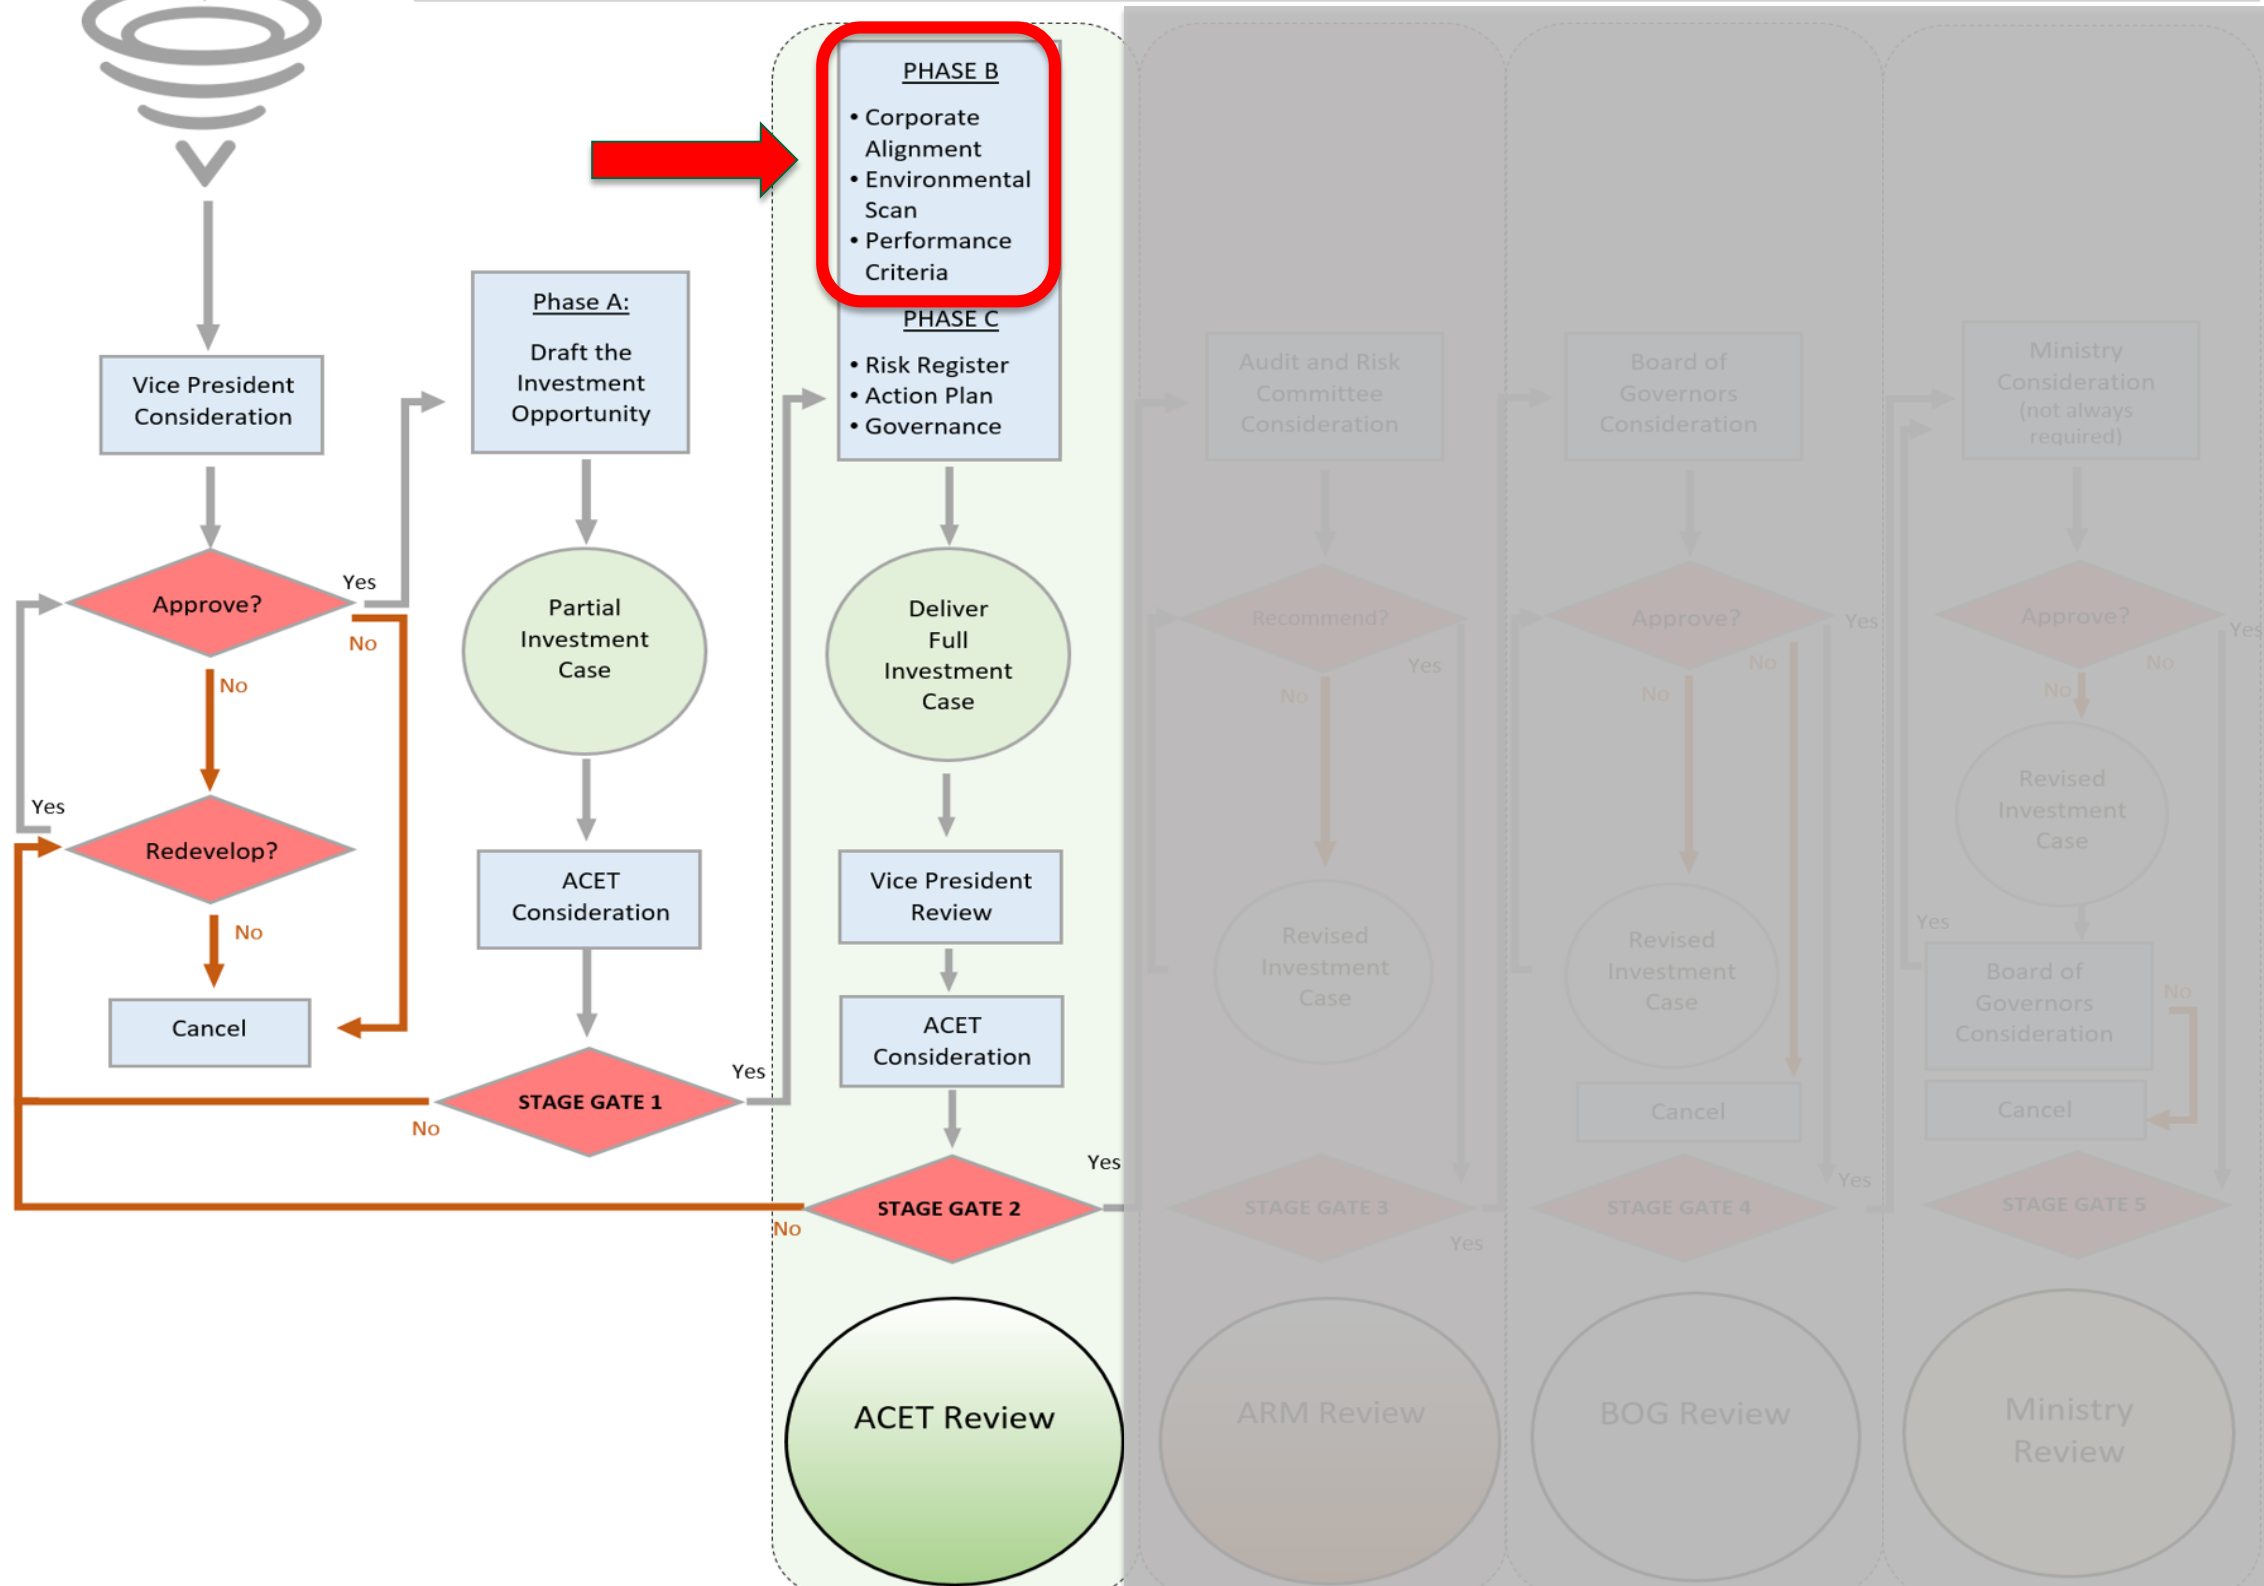 Vice President
Consideration
Approve?
Yes
No
No
Yes
Redevelop?
No
Cancel
Phase A:
Draft the
Investment
Opportunity
Partial
Investment
Case
ACET
Consideration
STAGE GATE 1
Yes
No
PHASE B
• Corporate
Alignment
• Environmental
Scan
• Performance
Criteria
PHASE C
• Risk Register
• Action Plan
• Governance
Deliver
Full
Investment
Case
Vice President
Review
ACET
Consideration
STAGE GATE 2
Yes
No
ACET Review
Audit and Risk
Committee
Consideration
Recommend?
Yes
No
Revised
Investment
Case
STAGE GATE 3
Yes
ARM Review
Board of
Governors
Consideration
Approve?
Yes
No
No
Revised
Investment
Case
Cancel
STAGE GATE 4
Yes
BOG Review
Ministry
Consideration
(not always
required)
Approve?
Yes
No
No
Revised
Investment
Case
Yes
Board of
Governors
Consideration
No
Cancel
STAGE GATE 5
Ministry
Review